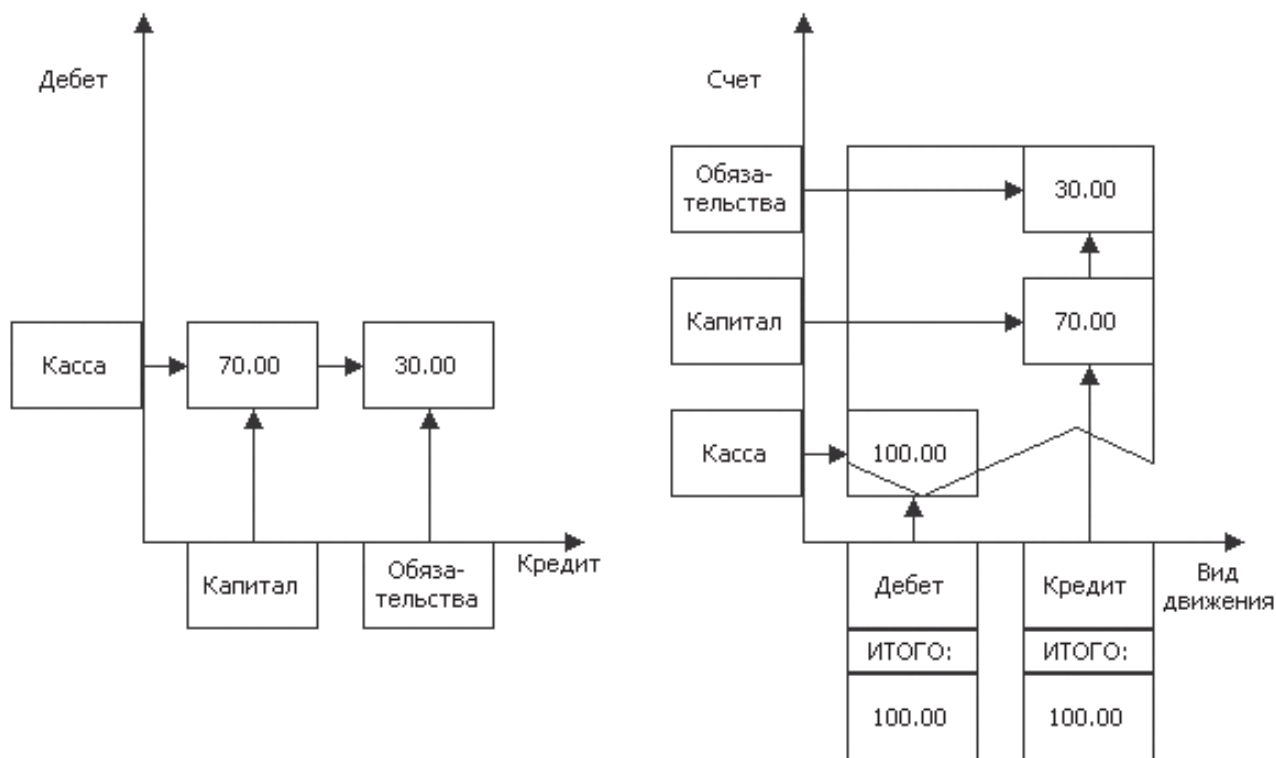 Дебет
Касса
70.00
30.00
Капитал
Обяза-
тельства
Кредит
Счет
Обяза-
тельства
30.00
Капитал
70.00
Касса
100.00
Дебет
Кредит
Вид
движения
ИТОГО:
ИТОГО:
100.00
100.00